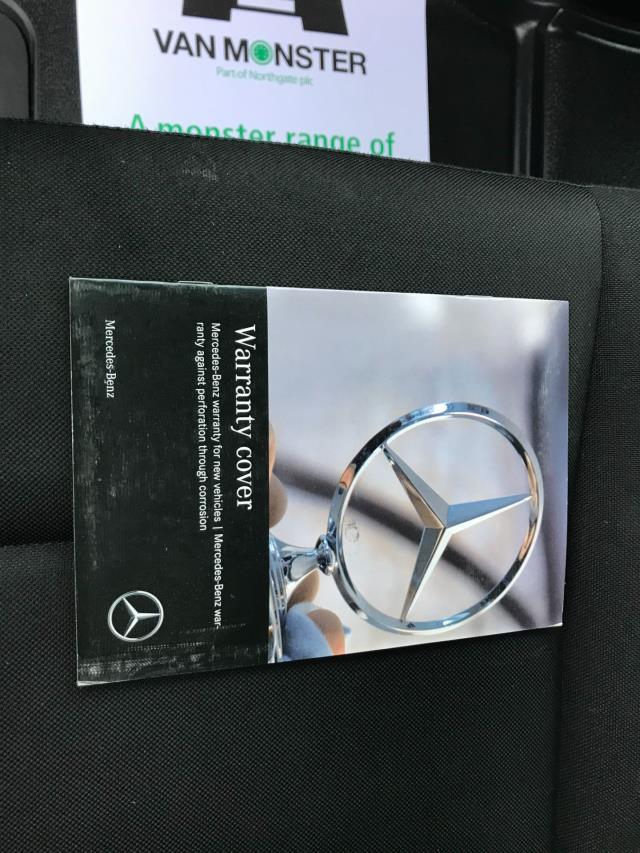 VAN MONSTER
Part of Northgate plc
A monster range of
Warranty cover
Mercedes-Benz warranty for new vehicles | Mercedes-Benz war-
ranty against perforation through corrosion
Mercedes-Benz